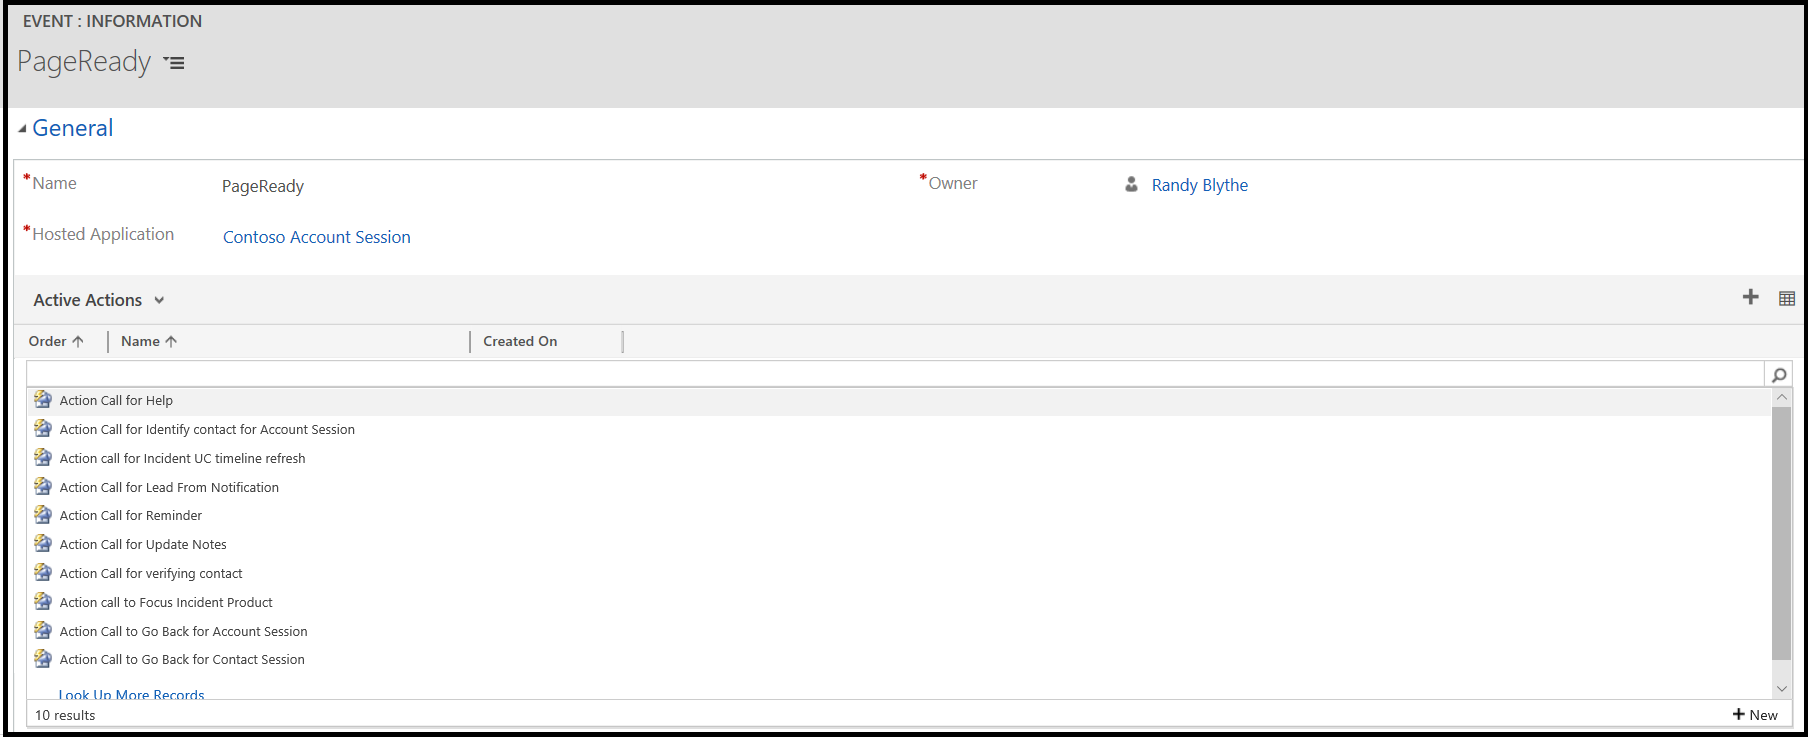 EVENT : INFORMATION
PageReady
General
*Name PageReady *Owner Randy Blythe
*Hosted Application Contoso Account Session
Active Actions
Order Name Created On
Action Call for Help
Action Call for Identify contact for Account Session
Action call for Incident UC timeline refresh
Action Call for Lead From Notification
Action Call for Reminder
Action Call for Update Notes
Action Call for verifying contact
Action call to Focus Incident Product
Action Call to Go Back for Account Session
Action Call to Go Back for Contact Session
Look Up More Records
10 results New